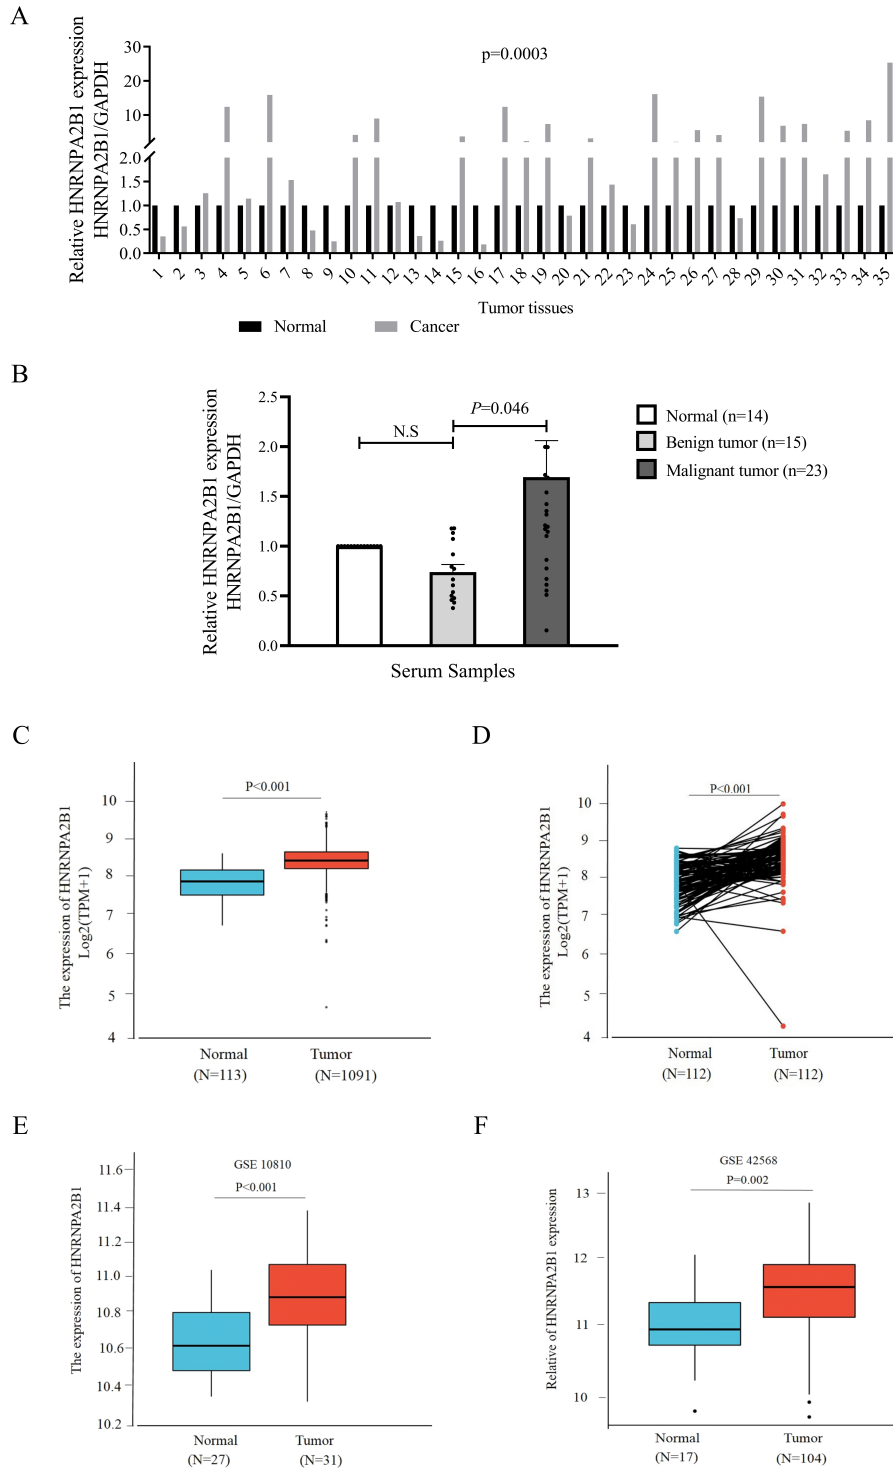 A
Relative HNRNPA2B1 expression
HNRNPA2B1/GAPDH
p=0.0003
30
20
10
2.0
1.5
1.0
0.5
0.0
1 2 3 4 5 6 7 8 9 10 11 12 13 14 15 16 17 18 19 20 21 22 23 24 25 26 27 28 29 30 31 32 33 34 35
Tumor tissues
Normal Cancer
B
Relative HNRNPA2B1 expression
HNRNPA2B1/GAPDH
2.5
2.0
1.5
1.0
0.5
0.0
N.S
P=0.046
Serum Samples
Normal (n=14)
Benign tumor (n=15)
Malignant tumor (n=23)
C
The expression of HNRNPA2B1
Log2(TPM+1)
P<0.001
10
9
8
7
6
5
4
Normal Tumor
(N=113) (N=1091)
D
The expression of HNRNPA2B1
Log2(TPM+1)
P<0.001
10
9
8
7
6
5
4
Normal Tumor
(N=112) (N=112)
E
The expression of HNRNPA2B1
GSE 10810
P<0.001
11.6
11.4
11.2
11.0
10.8
10.6
10.4
10.2
Normal Tumor
(N=27) (N=31)
F
Relative of HNRNPA2B1 expression
GSE 42568
P=0.002
13
12
11
10
Normal Tumor
(N=17) (N=104)